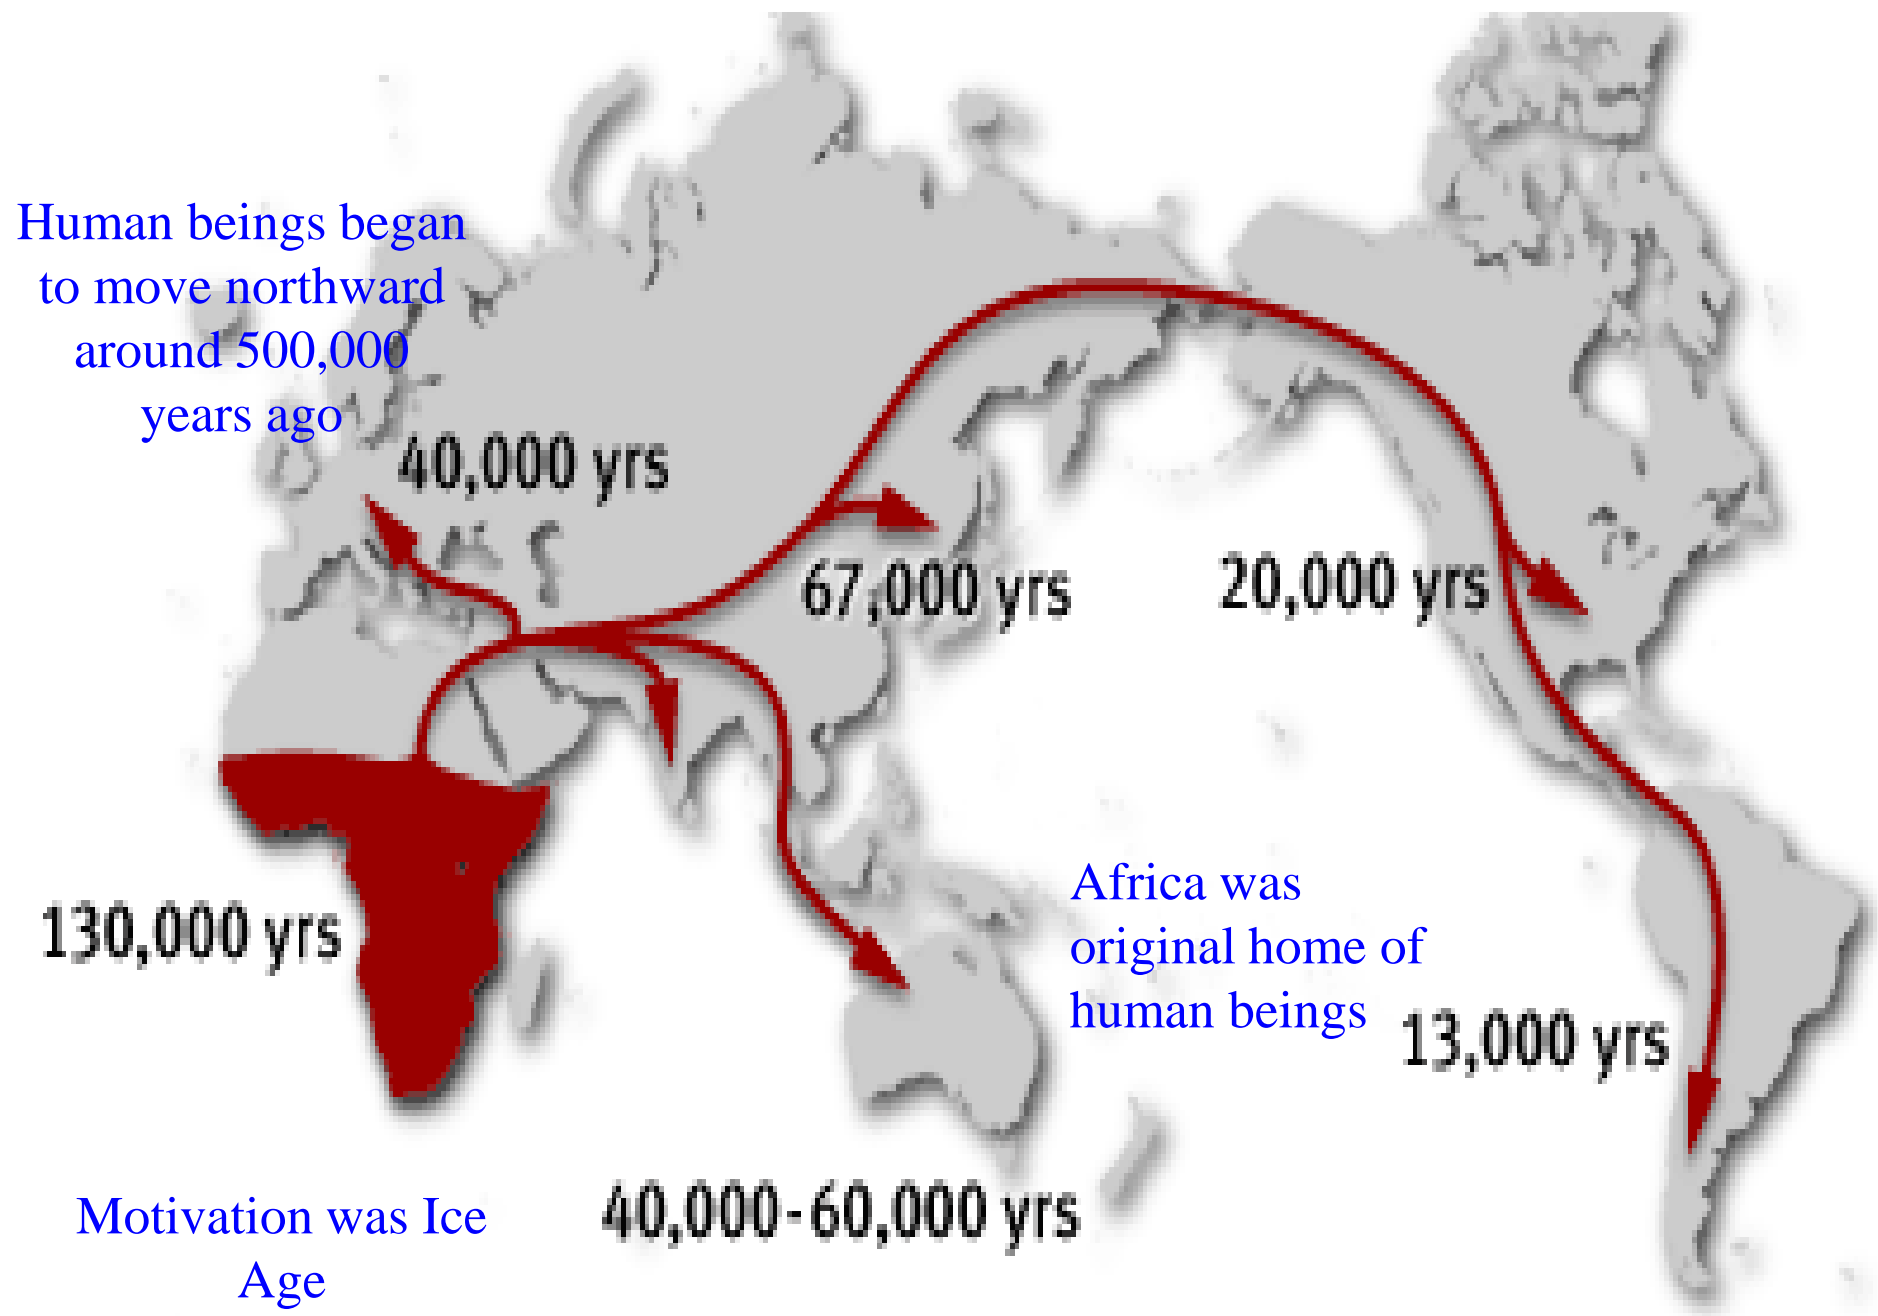 Human beings began
to move northward
around 500,000
years ago
40,000 yrs
67,000 yrs
20,000 yrs
130,000 yrs
Africa was
original home of
human beings
13,000 yrs
40,000-60,000 yrs
Motivation was Ice
Age